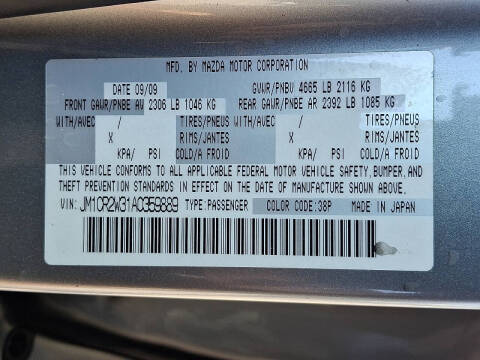 MFD. BY MAZDA MOTOR CORPORATION
DATE 09/09 GVWR/PNBV 4665 LB 2116 KG
FRONT GAWR/PNBE AV 2306 LB 1046 KG REAR GAWR/PNBE AR 2392 LB 1085 KG
WITH/AVEC / TIRES/PNEUS WITH/AVEC / TIRES/PNEUS
X RIMS/JANTES X RIMS/JANTES
KPA/ PSI COLD/A FROID KPA/ PSI COLD/A FROID
THIS VEHICLE CONFORMS TO ALL APPLICABLE FEDERAL MOTOR VEHICLE SAFETY, BUMPER, AND
THEFT PREVENTION STANDARDS IN EFFECT ON THE DATE OF MANUFACTURE SHOWN ABOVE.
VIN: JM1CR2W31A0359889 TYPE:PASSENGER COLOR CODE:38P MADE IN JAPAN